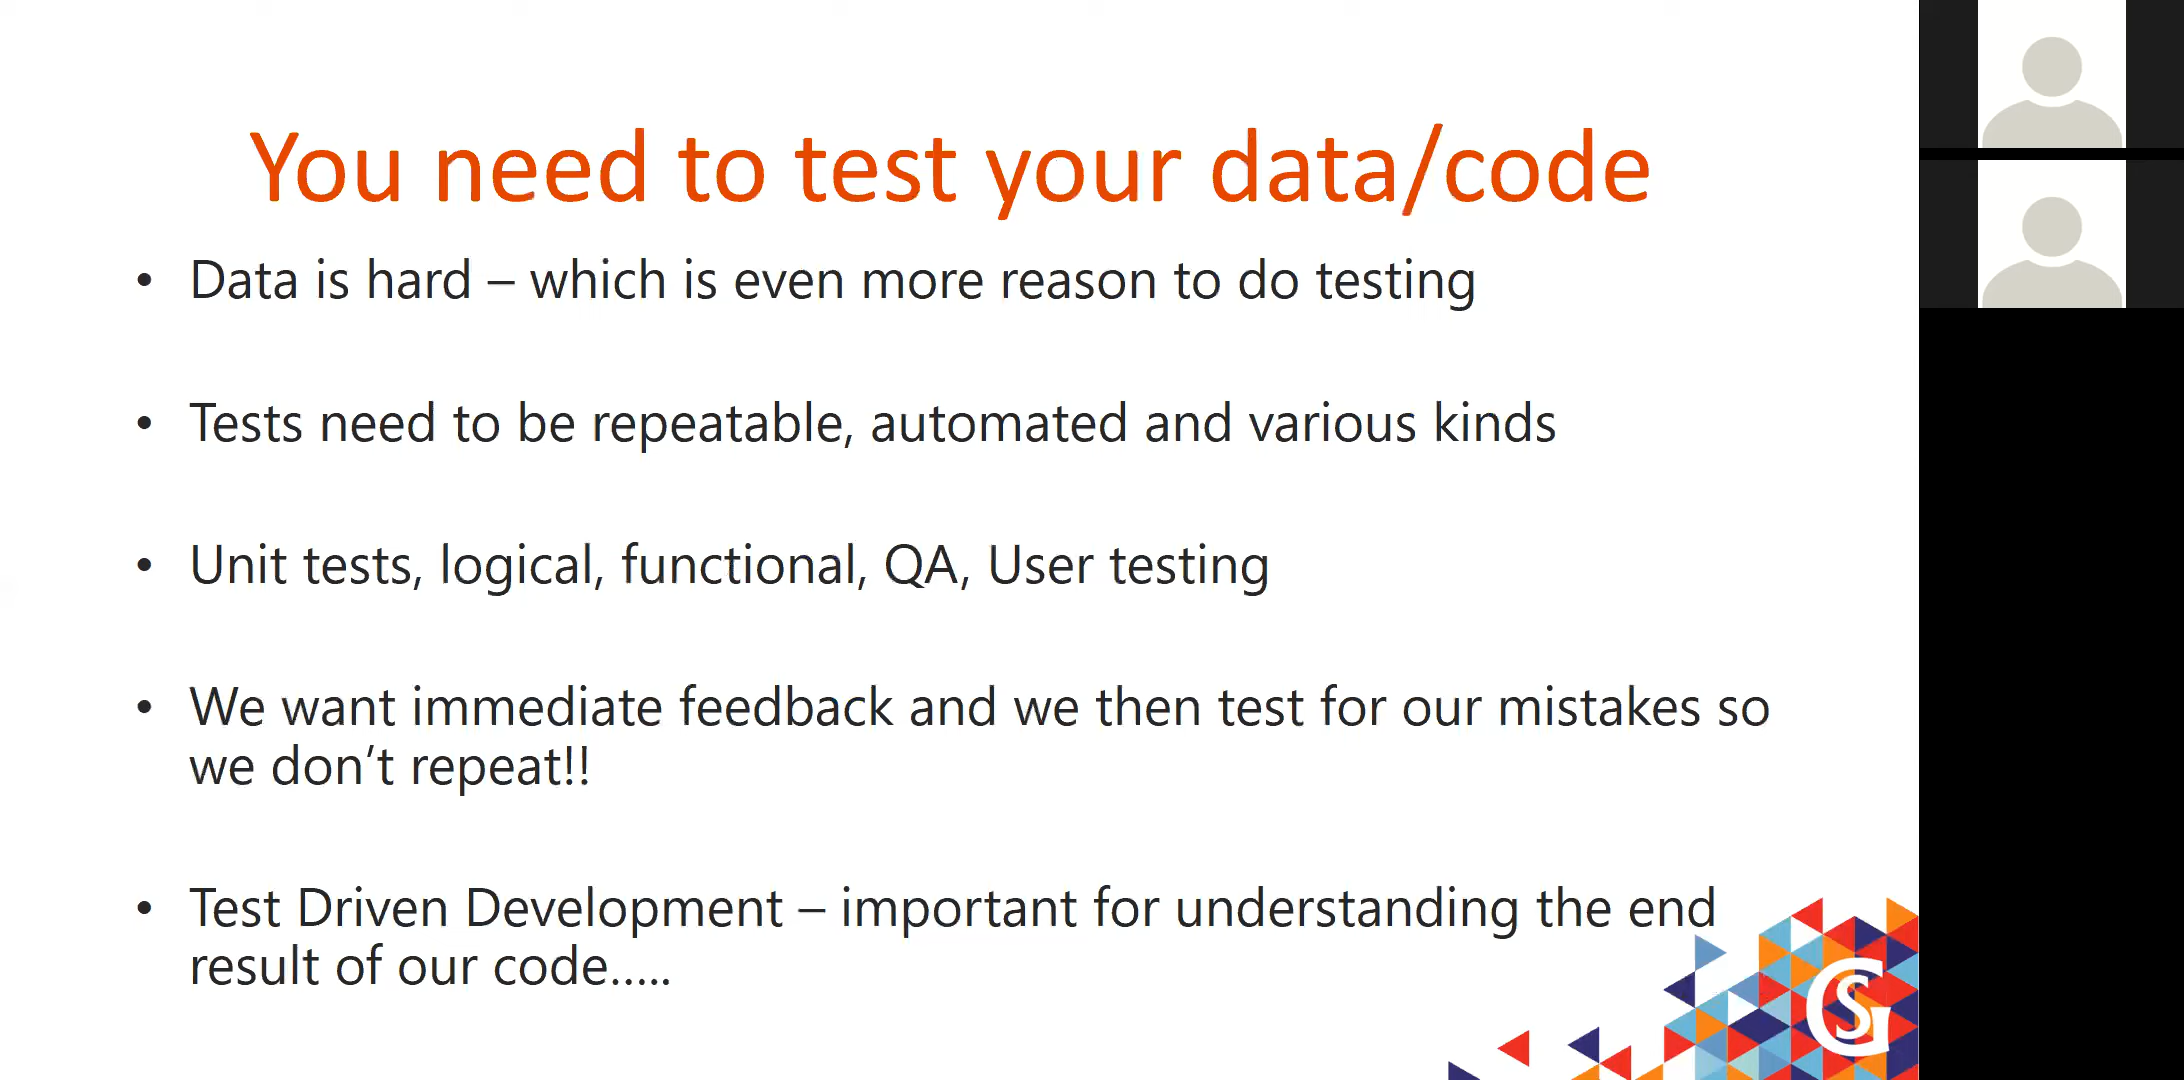 You need to test your data/code
• Data is hard – which is even more reason to do testing
• Tests need to be repeatable, automated and various kinds
• Unit tests, logical, functional, QA, User testing
• We want immediate feedback and we then test for our mistakes so
we don’t repeat!!
• Test Driven Development – important for understanding the end
result of our code.....
GS